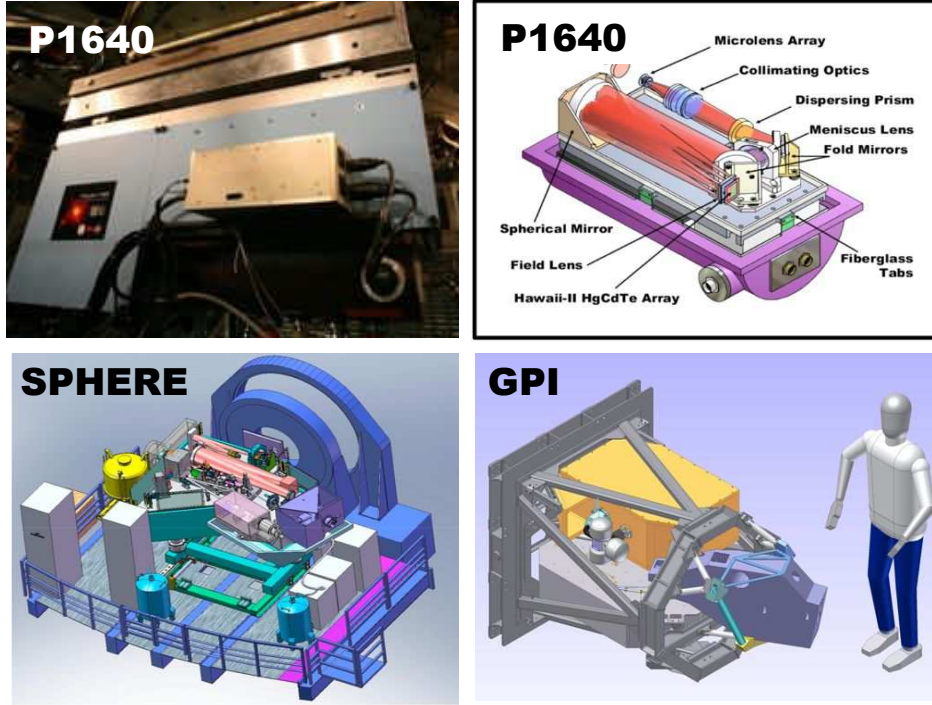 P1640
P1640
Microlens Array
Collimating Optics
Dispersing Prism
Meniscus Lens
Fold Mirrors
Spherical Mirror
Field Lens
Hawaii-II HgCdTe Array
Fiberglass
Tabs
SPHERE
GPI